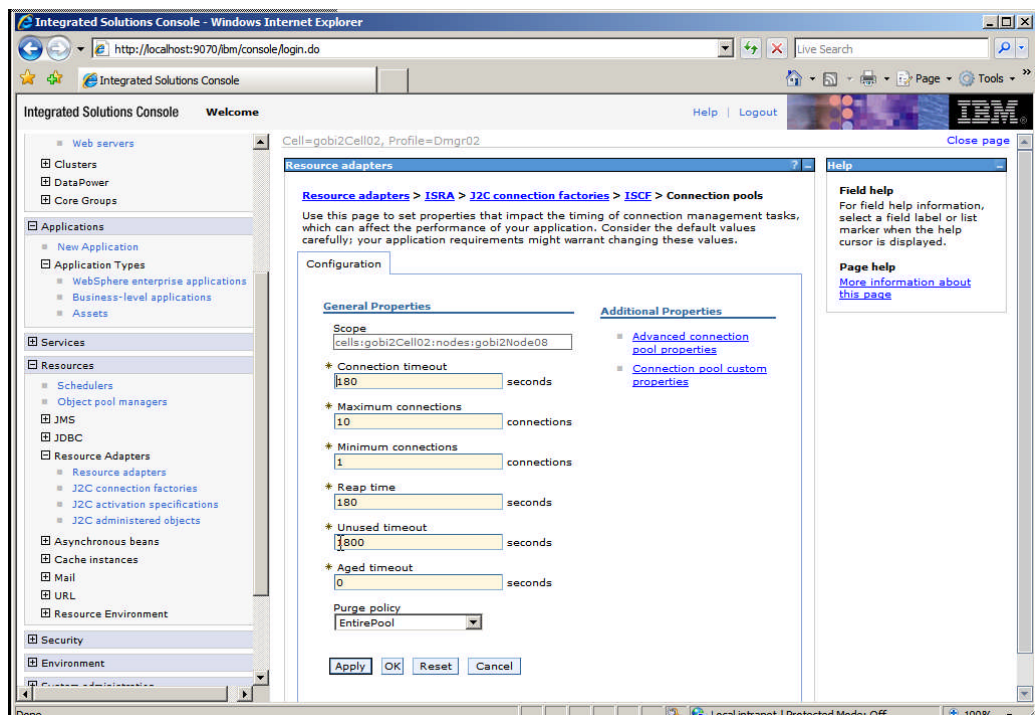 Integrated Solutions Console - Windows Internet Explorer
http://localhost:9070/ibm/console/login.do
Live Search
Integrated Solutions Console
Page
Tools
Integrated Solutions Console Welcome
Help | Logout
IBM.
Web servers
Clusters
DataPower
Core Groups
Applications
New Application
Application Types
WebSphere enterprise applications
Business-level applications
Assets
Services
Resources
Schedulers
Object pool managers
JMS
JDBC
Resource Adapters
Resource adapters
J2C connection factories
J2C activation specifications
J2C administered objects
Asynchronous beans
Cache instances
Mail
URL
Resource Environment
Security
Environment
Cell=gobi2Cell02, Profile=Dmgr02
Close page
Resource adapters
? -
Resource adapters > ISRA > J2C connection factories > ISCF > Connection pools
Use this page to set properties that impact the timing of connection management tasks,
which can affect the performance of your application. Consider the default values
carefully; your application requirements might warrant changing these values.
Configuration
General Properties
Scope
cells:gobi2Cell02:nodes:gobi2Node08
* Connection timeout
180 seconds
* Maximum connections
10 connections
* Minimum connections
1 connections
* Reap time
180 seconds
* Unused timeout
1800 seconds
* Aged timeout
0 seconds
Purge policy
EntirePool
Apply OK Reset Cancel
Additional Properties
Advanced connection
pool properties
Connection pool custom
properties
Help
Field help
For field help information,
select a field label or list
marker when the help
cursor is displayed.
Page help
More information about
this page
Done
Local intranet | Protected Mode: Off
100%